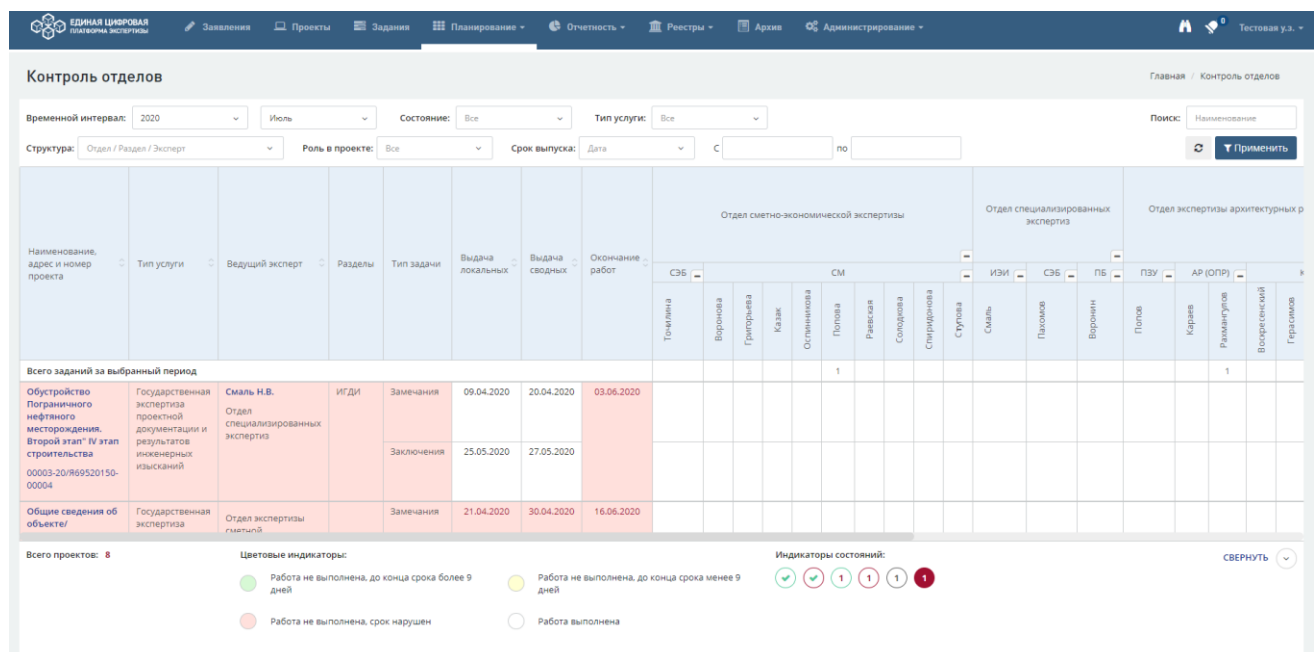 ЕДИНАЯ ЦИФРОВАЯ
ПЛАТФОРМА ЭКСПЕРТИЗЫ
Заявления Проекты Задания Планирование Отчетность Реестры Архив Администрирование 0 Тестовая у.з.
Контроль отделов
Главная / Контроль отделов
Временной интервал: 2020 Июль Состояние: Все Тип услуги: Все Поиск: Наименование
Структура: Отдел / Раздел / Эксперт Роль в проекте: Все Срок выпуска: Дата С по Применить
Наименование,
адрес и номер
проекта
Тип услуги
Ведущий эксперт
Разделы
Тип задачи
Выдача
локальных
Выдача
сводных
Окончание
работ
Отдел сметно-экономической экспертизы
Отдел специализированных
экспертиз
Отдел экспертизы архитектурных р
СЭБ СМ ИЭИ СЭБ ПБ ПЗУ АР (ОПР) К
Точилина
Воронова
Григорьева
Казак
Оспинникова
Попова
Раевская
Солодкова
Спиридонова
Ступова
Смаль
Пахомов
Воронин
Попов
Караев
Рахмангулов
Воскресенский
Герасимов
Всего заданий за выбранный период 1 1
Обустройство
Пограничного
нефтяного
месторождения.
Второй этап" IV этап
строительства
00003-20/Я69520150-
00004
Государственная
экспертиза
проектной
документации и
результатов
инженерных
изысканий
Смаль Н.В.
Отдел
специализированных
экспертиз
ИГДИ
Замечания 09.04.2020 20.04.2020 03.06.2020
Заключения 25.05.2020 27.05.2020
Общие сведения об
объекте/
Государственная
экспертиза
Отдел экспертизы
сметной
Замечания 21.04.2020 30.04.2020 16.06.2020
Всего проектов: 8
Цветовые индикаторы:
Работа не выполнена, до конца срока более 9
дней
Работа не выполнена, до конца срока менее 9
дней
Работа не выполнена, срок нарушен
Работа выполнена
Индикаторы состояний:
1 1 1 1
СВЕРНУТЬ